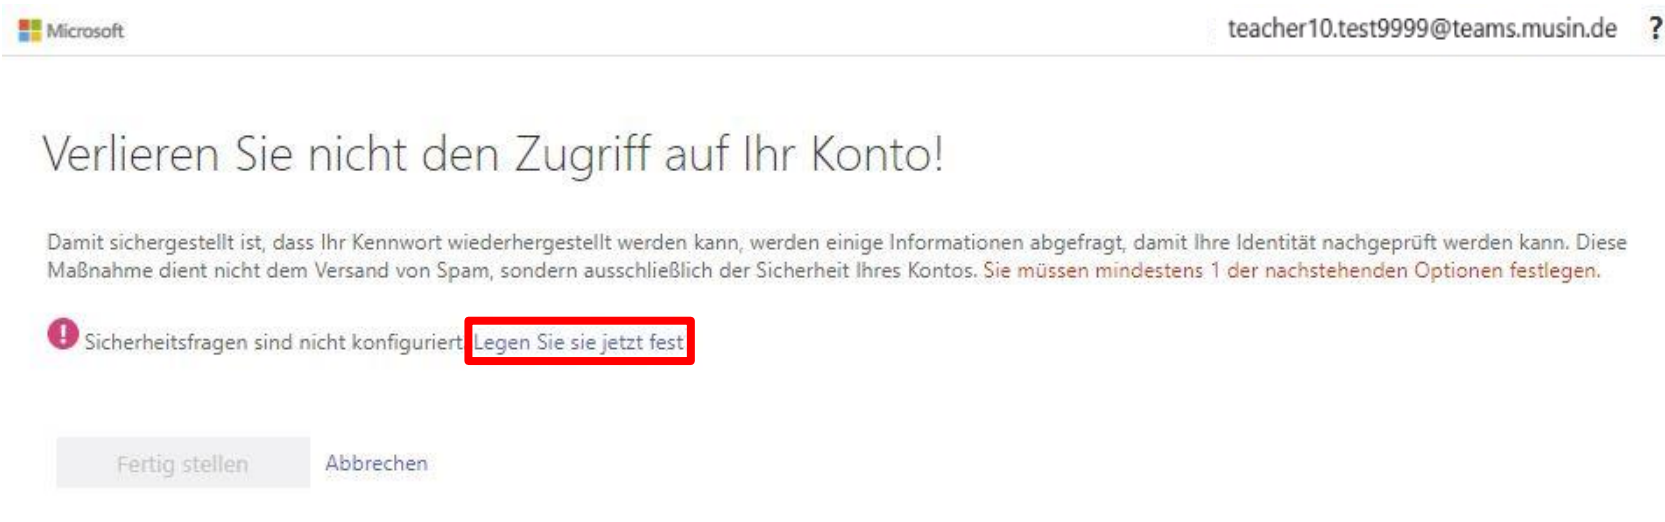 Microsoft
teacher10.test9999@teams.musin.de ?
Verlieren Sie nicht den Zugriff auf Ihr Konto!
Damit sichergestellt ist, dass Ihr Kennwort wiederhergestellt werden kann, werden einige Informationen abgefragt, damit Ihre Identität nachgeprüft werden kann. Diese
Maßnahme dient nicht dem Versand von Spam, sondern ausschließlich der Sicherheit Ihres Kontos. Sie müssen mindestens 1 der nachstehenden Optionen festlegen.
! Sicherheitsfragen sind nicht konfiguriert Legen Sie sie jetzt fest
Fertig stellen Abbrechen